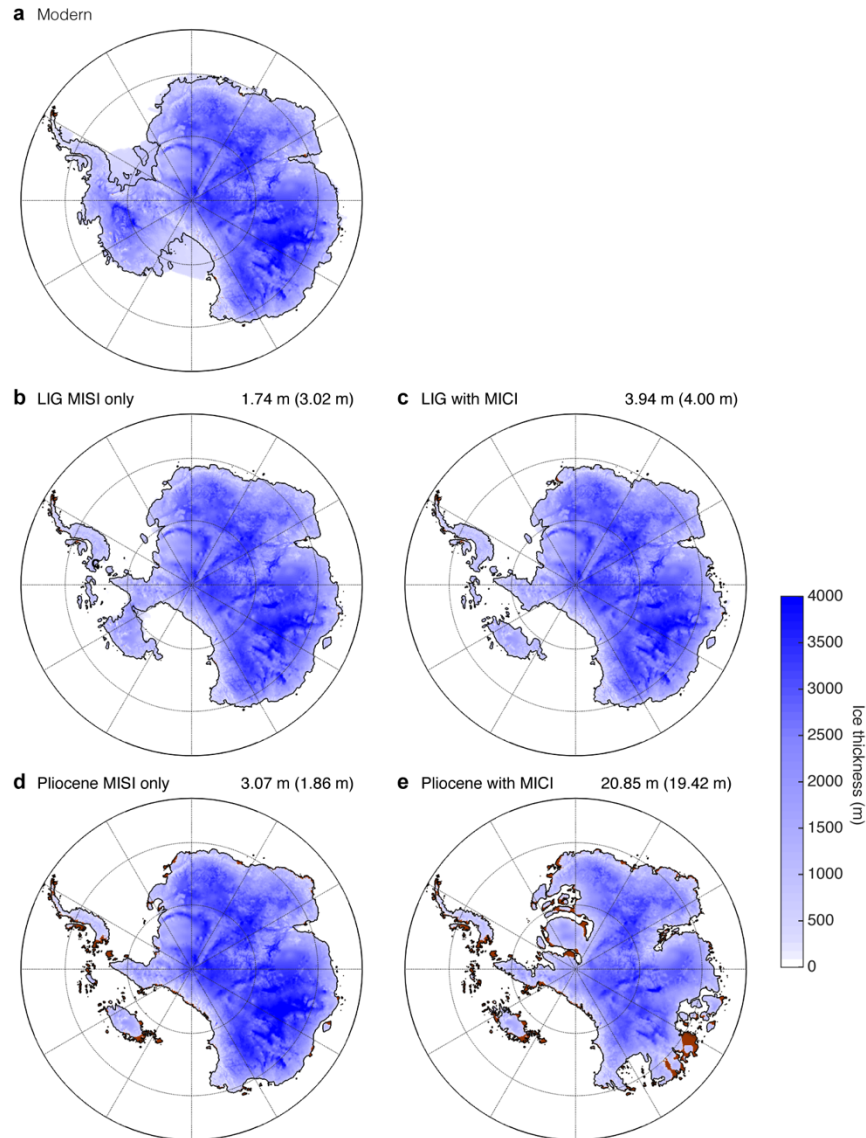 a Modern
b LIG MISI only 1.74 m (3.02 m)
c LIG with MICI 3.94 m (4.00 m)
d Pliocene MISI only 3.07 m (1.86 m)
e Pliocene with MICI 20.85 m (19.42 m)
4000
3500
3000
2500
2000
1500
1000
500
0
Ice thickness (m)